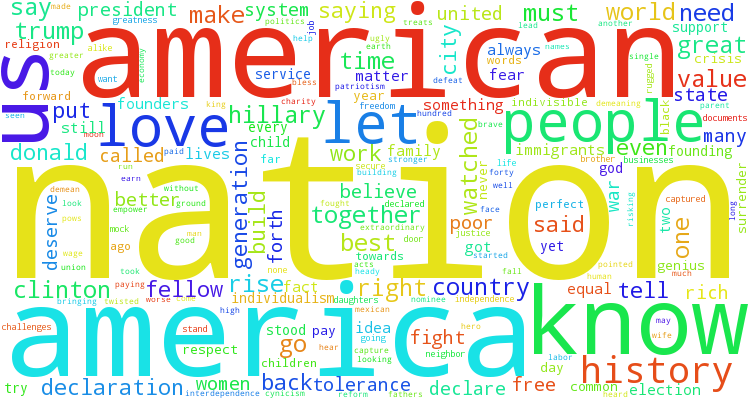 say president system saying united must world need
greatness politics job ugly treats lead another names
trump make alike help earth always words support great
religion today greater want economy bless service time matter fear city crisis
us american value
forward patriotism defeat single rugged demeaning parent
founders year something indivisible state
seen king charity freedom hundred brave black documents
put love hillary let people many
still moon every stronger even founding
donald called paid lives child work family immigrants
run far secure building life brother businesses god
earn forty well
better generation believe watched never war
demean without fought declared perfect captured
deserve look empower ground build together face said two one surrender
pows mock man extraordinary poor justice yet risking long
wage ago good forth best door got started genius
union took none towards acts heady fall human pointed much
clinton fellow rise fact right country equal tell rich
nation
bringing twisted paying worse individualism daughters nominee independence mexican hero may wife
america know
challenges stand high stood pay idea going fight labor
respect go hear capture looking neighbor day history
children
try declaration women back tolerance declare free common election
interdependence cynicism reform fathers heard